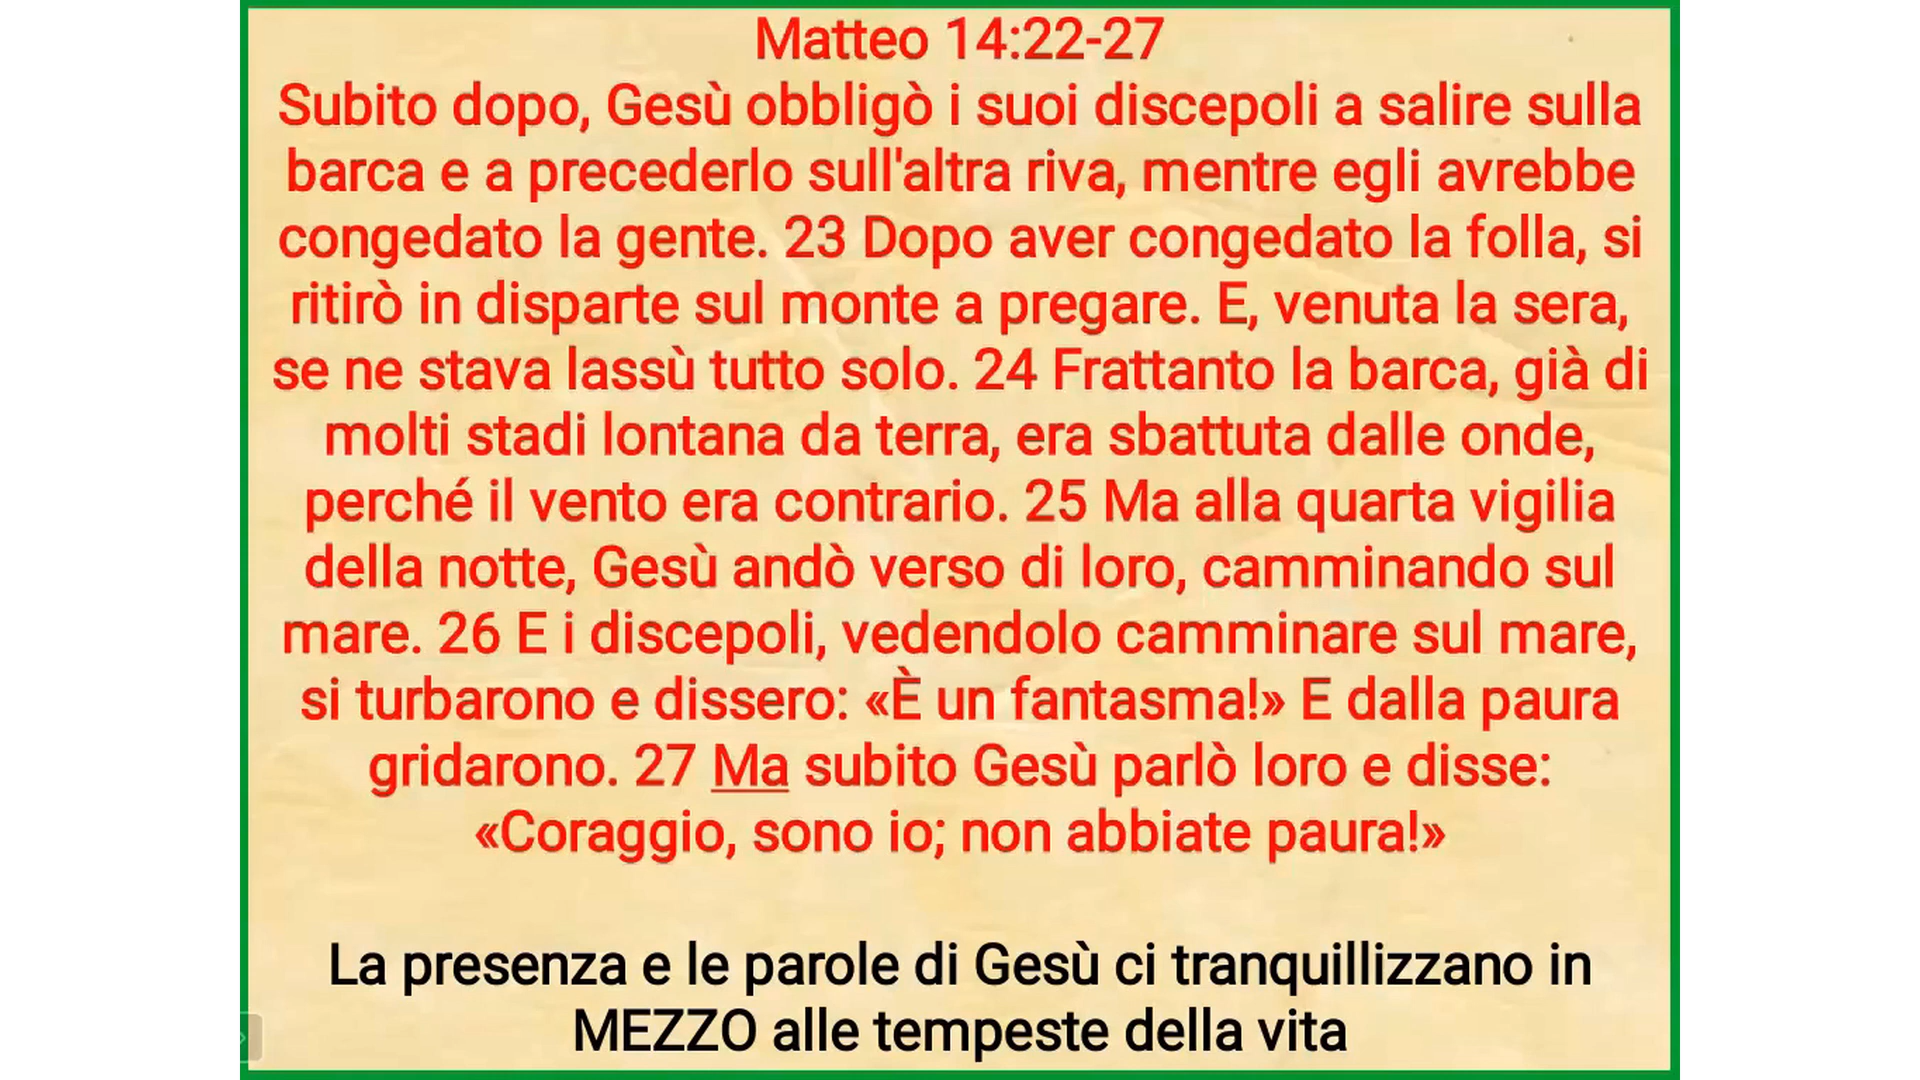 Matteo 14:22-27
Subito dopo, Gesù obbligò i suoi discepoli a salire sulla
barca e a precederlo sull'altra riva, mentre egli avrebbe
congedato la gente. 23 Dopo aver congedato la folla, si
ritirò in disparte sul monte a pregare. E, venuta la sera,
se ne stava lassù tutto solo. 24 Frattanto la barca, già di
molti stadi lontana da terra, era sbattuta dalle onde,
perché il vento era contrario. 25 Ma alla quarta vigilia
della notte, Gesù andò verso di loro, camminando sul
mare. 26 E i discepoli, vedendolo camminare sul mare,
si turbarono e dissero: «È un fantasma!» E dalla paura
gridarono. 27 Ma subito Gesù parlò loro e disse:
«Coraggio, sono io; non abbiate paura!»
La presenza e le parole di Gesù ci tranquillizzano in
MEZZO alle tempeste della vita